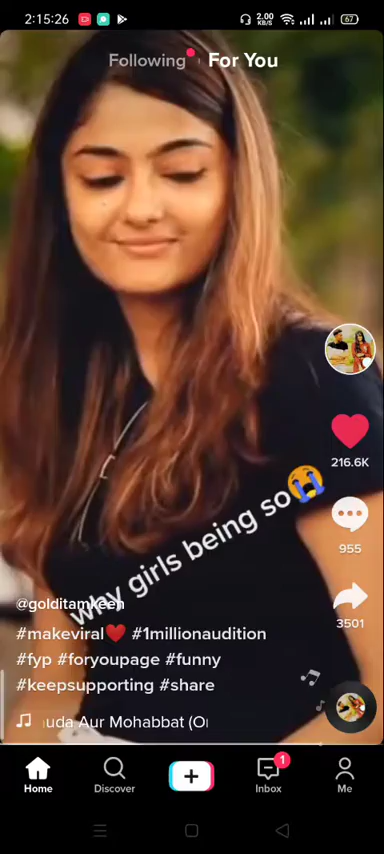 2:15:26
2.00
KB/S
67
Following
For You
216.6K
why girls being so😭
955
@golditamkeen
3501
#makeviral❤️ #1millionaudition
#fyp #foryoupage #funny
#keepsupporting #share
uda Aur Mohabbat (Or
1
Home
Discover
Inbox
Me